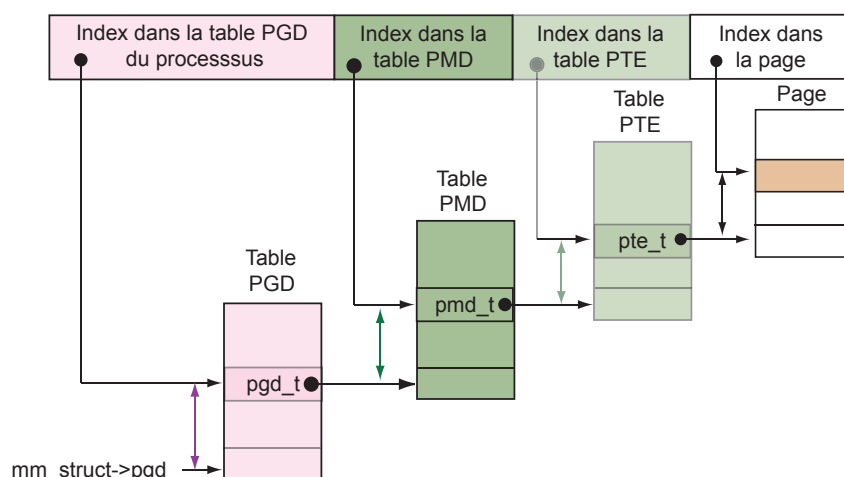 Index dans la table PGD
du processsus
Index dans la
table PMD
Index dans la
table PTE
Index dans
la page
Table
PTE
Page
Table
PMD
pte_t
Table
PGD
pmd_t
pgd_t
mm_struct->pgd